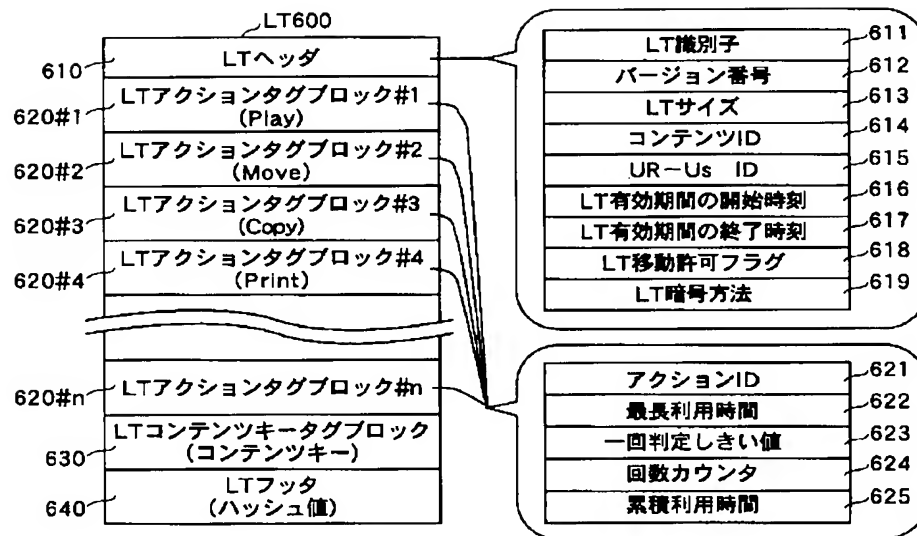 LT600
610
LTヘッダ
620#1
LTアクションタグブロック#1
(Play)
620#2
LTアクションタグブロック#2
(Move)
620#3
LTアクションタグブロック#3
(Copy)
620#4
LTアクションタグブロック#4
(Print)
620#n
LTアクションタグブロック#n
630
LTコンテンツキータグブロック
(コンテンツキー)
640
LTフッタ
(ハッシュ値)
LT識別子 611
バージョン番号 612
LTサイズ 613
コンテンツID 614
UR-Us ID 615
LT有効期間の開始時刻 616
LT有効期間の終了時刻 617
LT移動許可フラグ 618
LT暗号方法 619
アクションID 621
最長利用時間 622
一回判定しきい値 623
回数カウンタ 624
累積利用時間 625